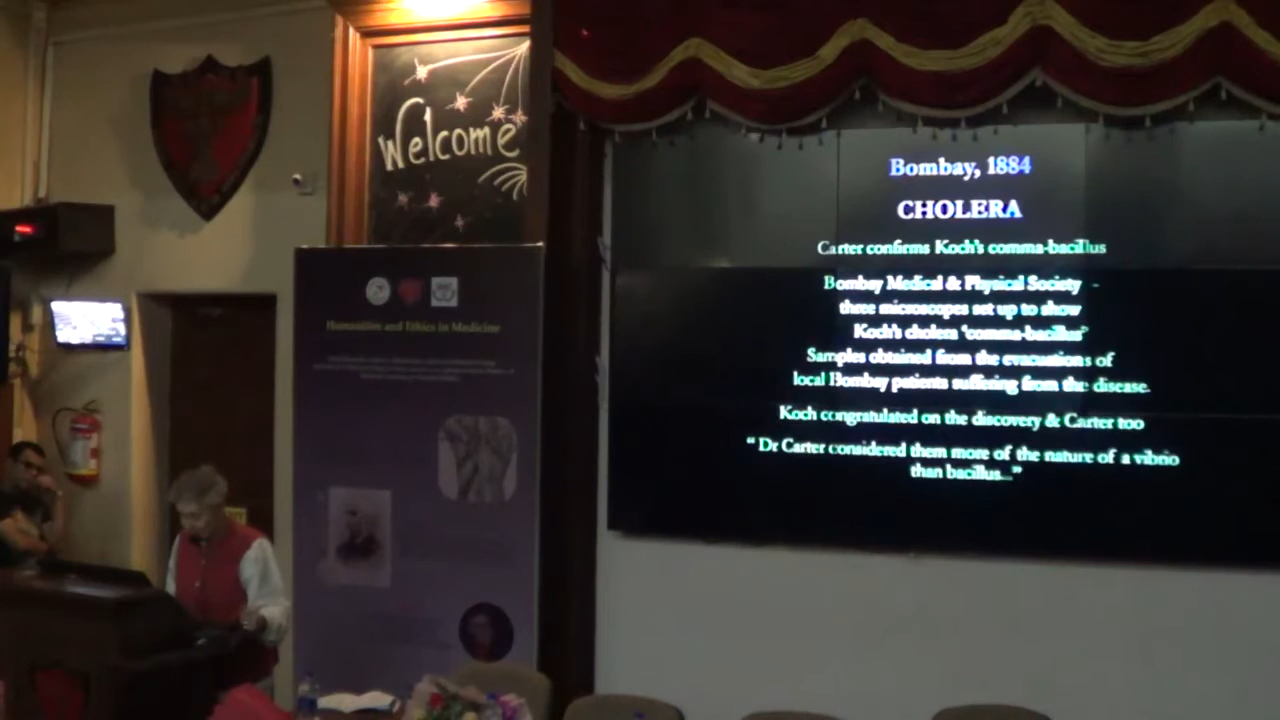 Welcome
Humanities and Ethics in Medicine
Bombay, 1884
CHOLERA
Carter confirms Koch's comma-bacillus
Bombay Medical & Physical Society -
three microscopes set up to show
Koch's cholera 'comma-bacillus'
Samples obtained from the evacuations of
local Bombay patients suffering from the disease.
Koch congratulated on the discovery & Carter too
" Dr Carter considered them more of the nature of a vibrio
than bacillus..."